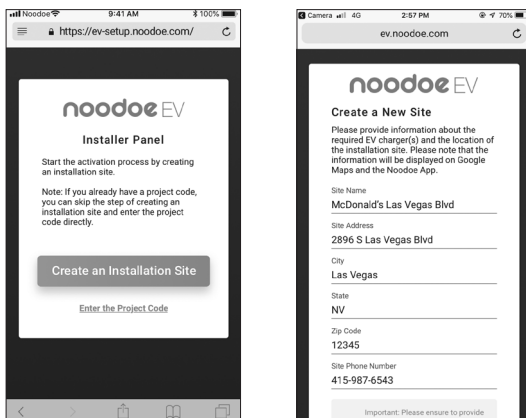 Noodoe
9:41 AM
100%
https://ev-setup.noodoe.com/
noodoe EV
Installer Panel
Start the activation process by creating
an installation site.
Note: If you already have a project code,
you can skip the step of creating an
installation site and enter the project
code directly.
Create an Installation Site
Enter the Project Code
Camera
4G
2:57 PM
70%
ev.noodoe.com
noodoe EV
Create a New Site
Please provide information about the
required EV charger(s) and the location of
the installation site. Please note that the
information will be displayed on Google
Maps and the Noodoe App.
Site Name
McDonald's Las Vegas Blvd
Site Address
2896 S Las Vegas Blvd
City
Las Vegas
State
NV
Zip Code
12345
Site Phone Number
415-987-6543
Important: Please ensure to provide